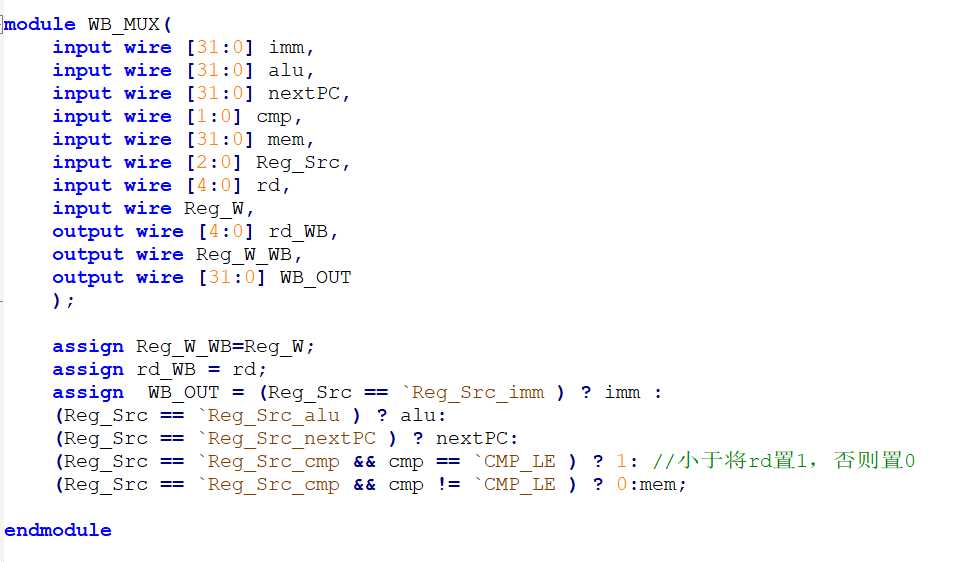 module WB_MUX(
    input wire [31:0] imm,
    input wire [31:0] alu,
    input wire [31:0] nextPC,
    input wire [1:0] cmp,
    input wire [31:0] mem,
    input wire [2:0] Reg_Src,
    input wire [4:0] rd,
    input wire Reg_W,
    output wire [4:0] rd_WB,
    output wire Reg_W_WB,
    output wire [31:0] WB_OUT
    );
    assign Reg_W_WB=Reg_W;
    assign rd_WB = rd;
    assign  WB_OUT = (Reg_Src == `Reg_Src_imm ) ? imm :
    (Reg_Src == `Reg_Src_alu ) ? alu:
    (Reg_Src == `Reg_Src_nextPC ) ? nextPC:
    (Reg_Src == `Reg_Src_cmp && cmp == `CMP_LE ) ? 1: //小于将rd置1，否则置0
    (Reg_Src == `Reg_Src_cmp && cmp != `CMP_LE ) ? 0:mem;
endmodule